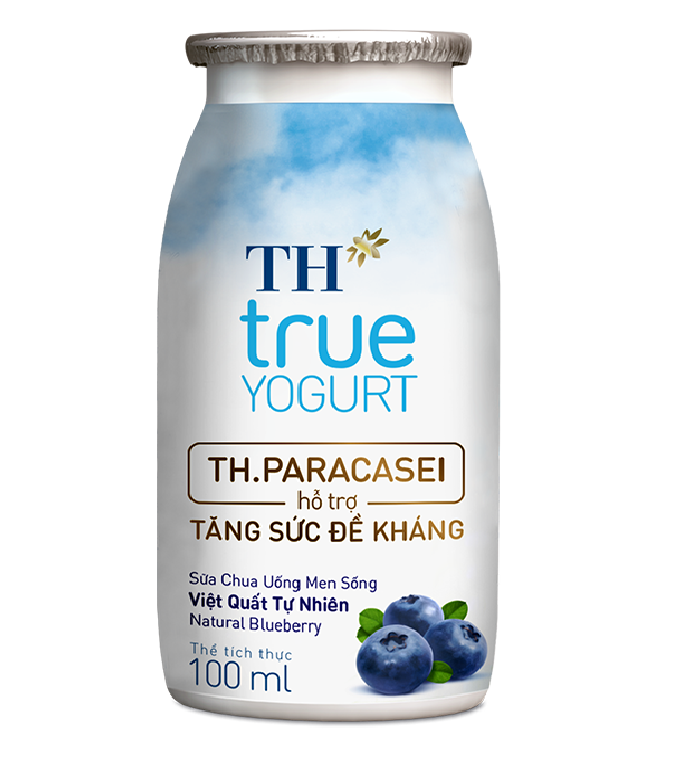 TH
true
YOGURT
TH.PARACASEI
hỗ trợ
TĂNG SỨC ĐỀ KHÁNG
Sữa Chua Uống Men Sống
Việt Quất Tự Nhiên
Natural Blueberry
Thể tích thực
100 ml